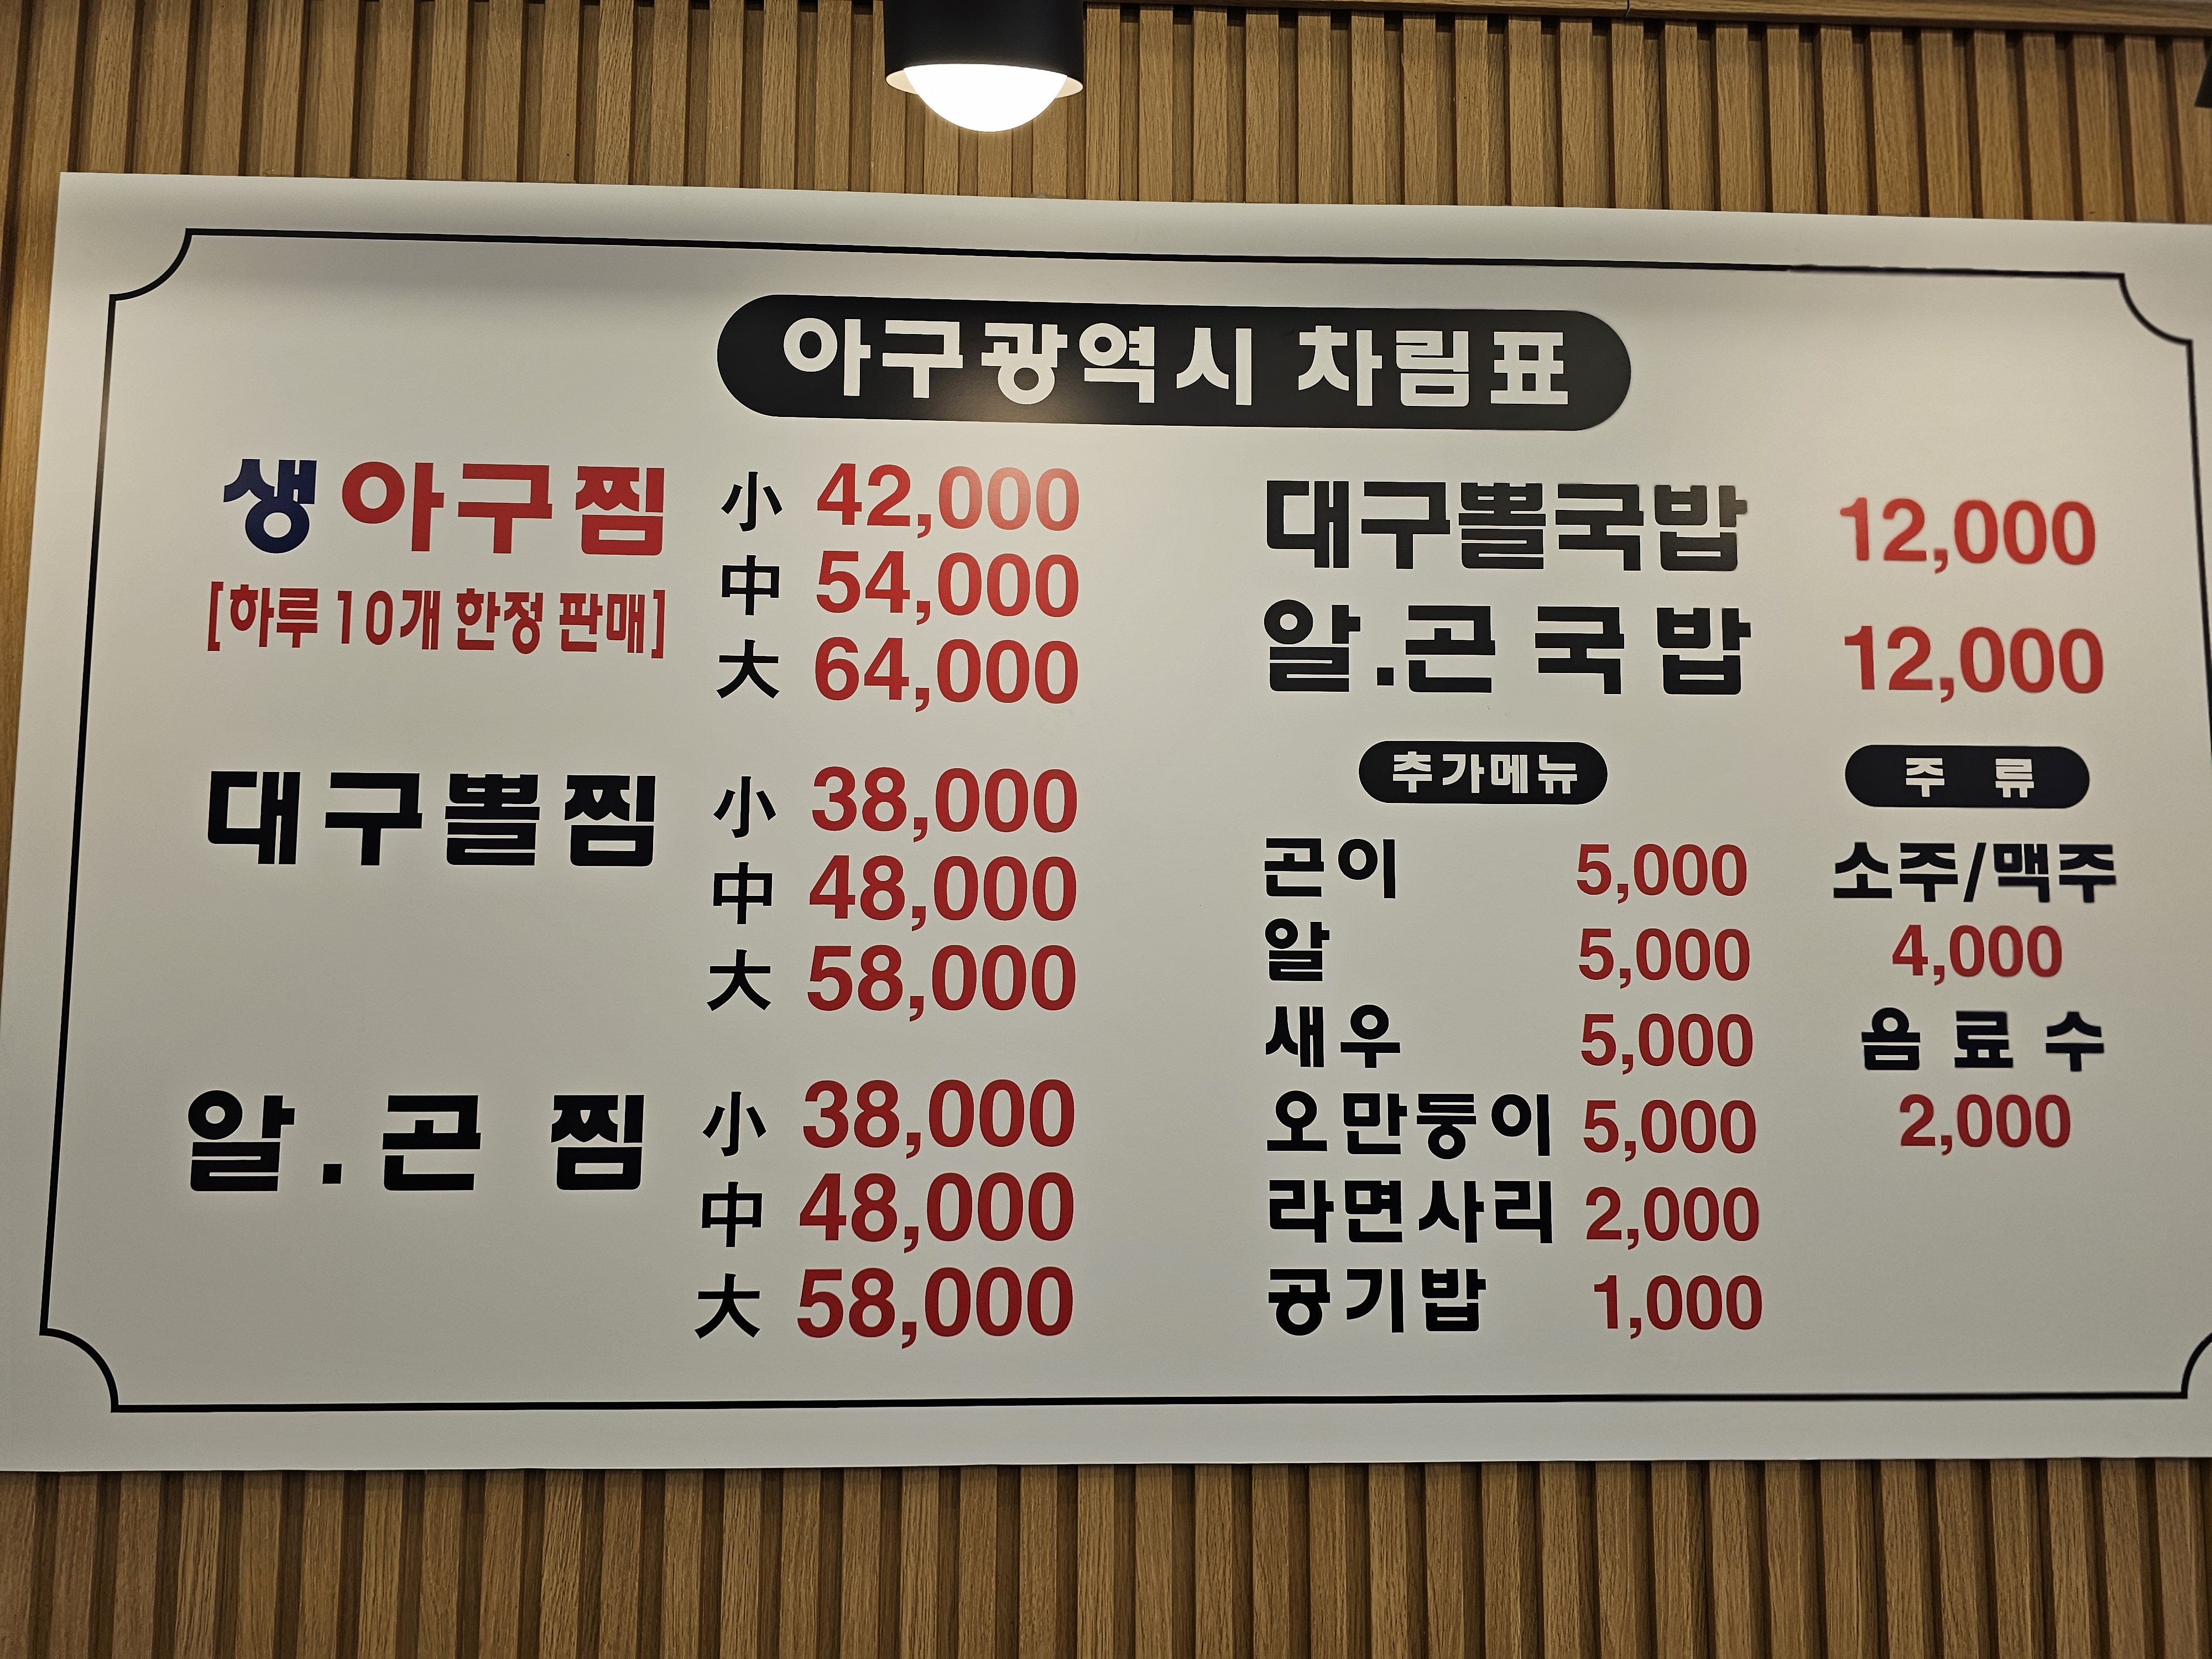 아구광역시 차림표
생아구찜 小 42,000
中 54,000
[하루 10개 한정 판매]
大 64,000
대구뽈찜 小 38,000
中 48,000
大 58,000
알.곤찜 小 38,000
中 48,000
大 58,000
대구뽈국밥 12,000
알.곤국밥 12,000
추가메뉴
곤이 5,000
알 5,000
새우 5,000
오만둥이 5,000
라면사리 2,000
공기밥 1,000
주류
소주/맥주
4,000
음료수
2,000